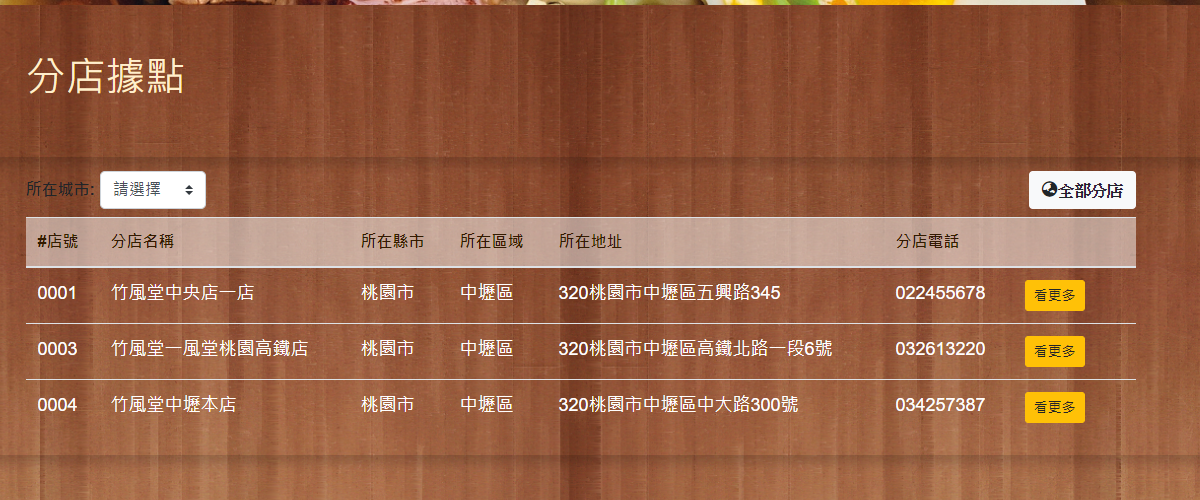 分店據點
所在城市: 請選擇 全部分店
#店號 分店名稱 所在縣市 所在區域 所在地址 分店電話
0001 竹風堂中央店一店 桃園市 中壢區 320桃園市中壢區五興路345 022455678 看更多
0003 竹風堂一風堂桃園高鐵店 桃園市 中壢區 320桃園市中壢區高鐵北路一段6號 032613220 看更多
0004 竹風堂中壢本店 桃園市 中壢區 320桃園市中壢區中大路300號 034257387 看更多